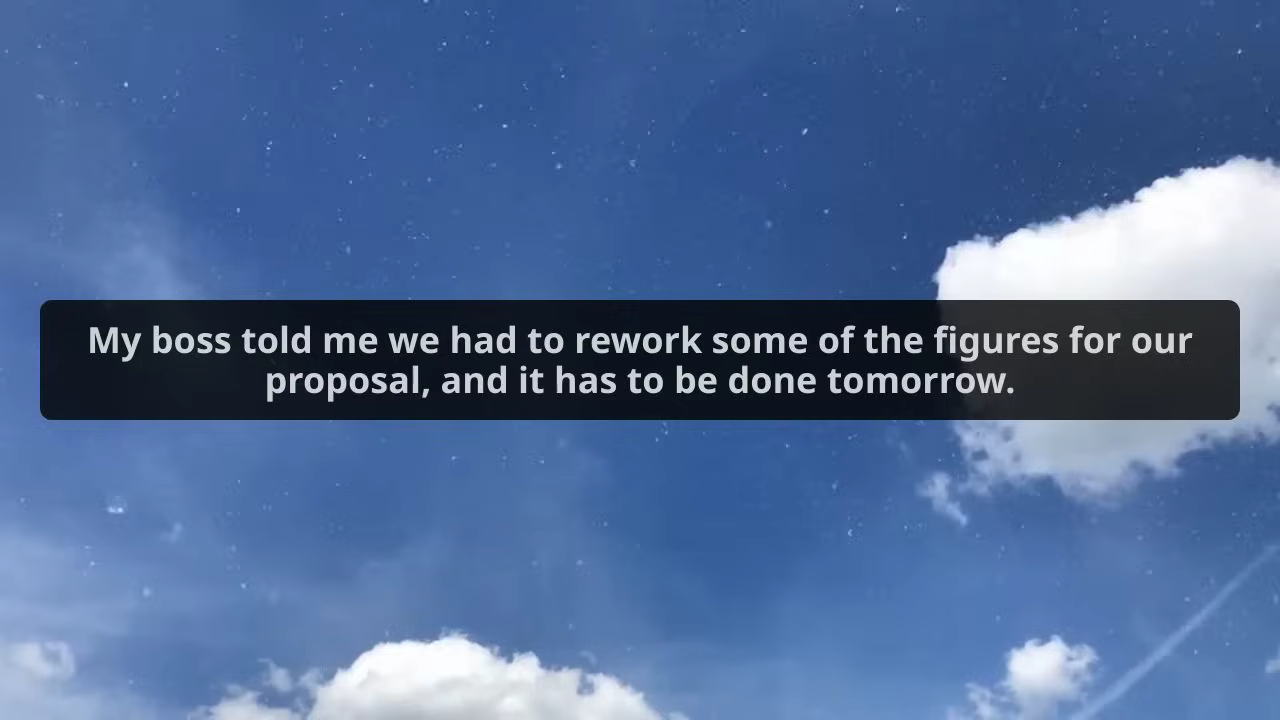 My boss told me we had to rework some of the figures for our
proposal, and it has to be done tomorrow.